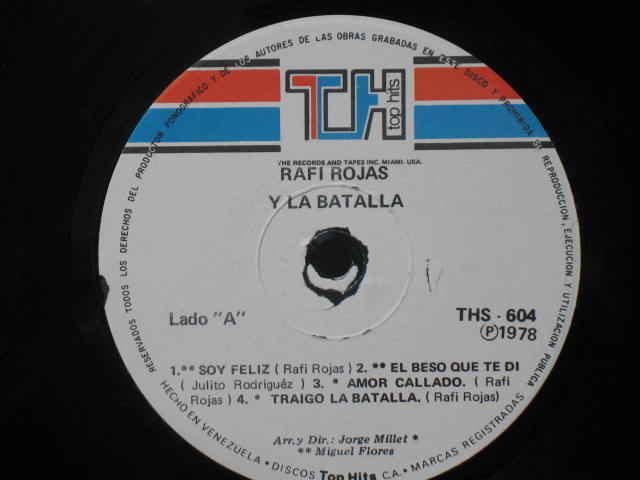 RESERVADOS TODOS LOS DERECHOS DEL PRODUCTOR FONOGRAFICO Y DE LOS AUTORES DE LAS OBRAS GRABADAS EN ESTE DISCO Y PROHIBIDA SU REPRODUCCION, EJECUCION Y UTILIZACION PUBLICA
TH
top hits
THE RECORDS AND TAPES INC. MIAMI. USA.
RAFI ROJAS
Y LA BATALLA
Lado "A"
THS - 604
Ⓟ1978
1.** SOY FELIZ ( Rafi Rojas ) 2. ** EL BESO QUE TE DI
( Julito Rodriguéz ) 3. * AMOR CALLADO. ( Rafi
Rojas ) 4. * TRAIGO LA BATALLA. ( Rafi Rojas)
Arr. y Dir.: Jorge Millet *
** Miguel Flores
HECHO EN VENEZUELA • DISCOS Top Hits C.A. • MARCAS REGISTRADAS